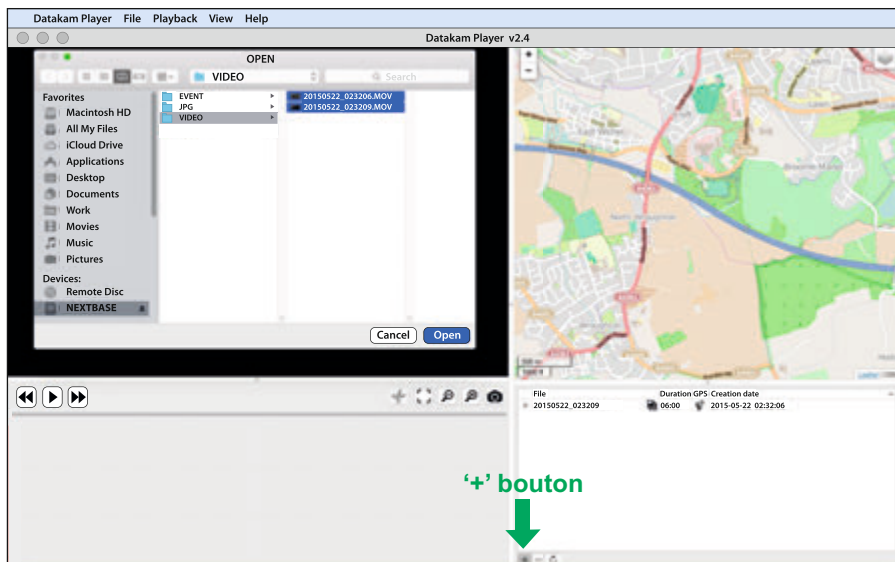 Datakam Player File Playback View Help
Datakam Player v2.4
OPEN
VIDEO
Search
Favorites
Macintosh HD
All My Files
iCloud Drive
Applications
Desktop
Documents
Work
Movies
Music
Pictures
Devices:
Remote Disc
NEXTBASE
EVENT
JPG
VIDEO
20150522_023206.MOV
20150522_023209.MOV
Cancel Open
North Wroughton
File Duration GPS Creation date
20150522_023209 06:00 2015-05-22 02:32:06
‘+’ bouton